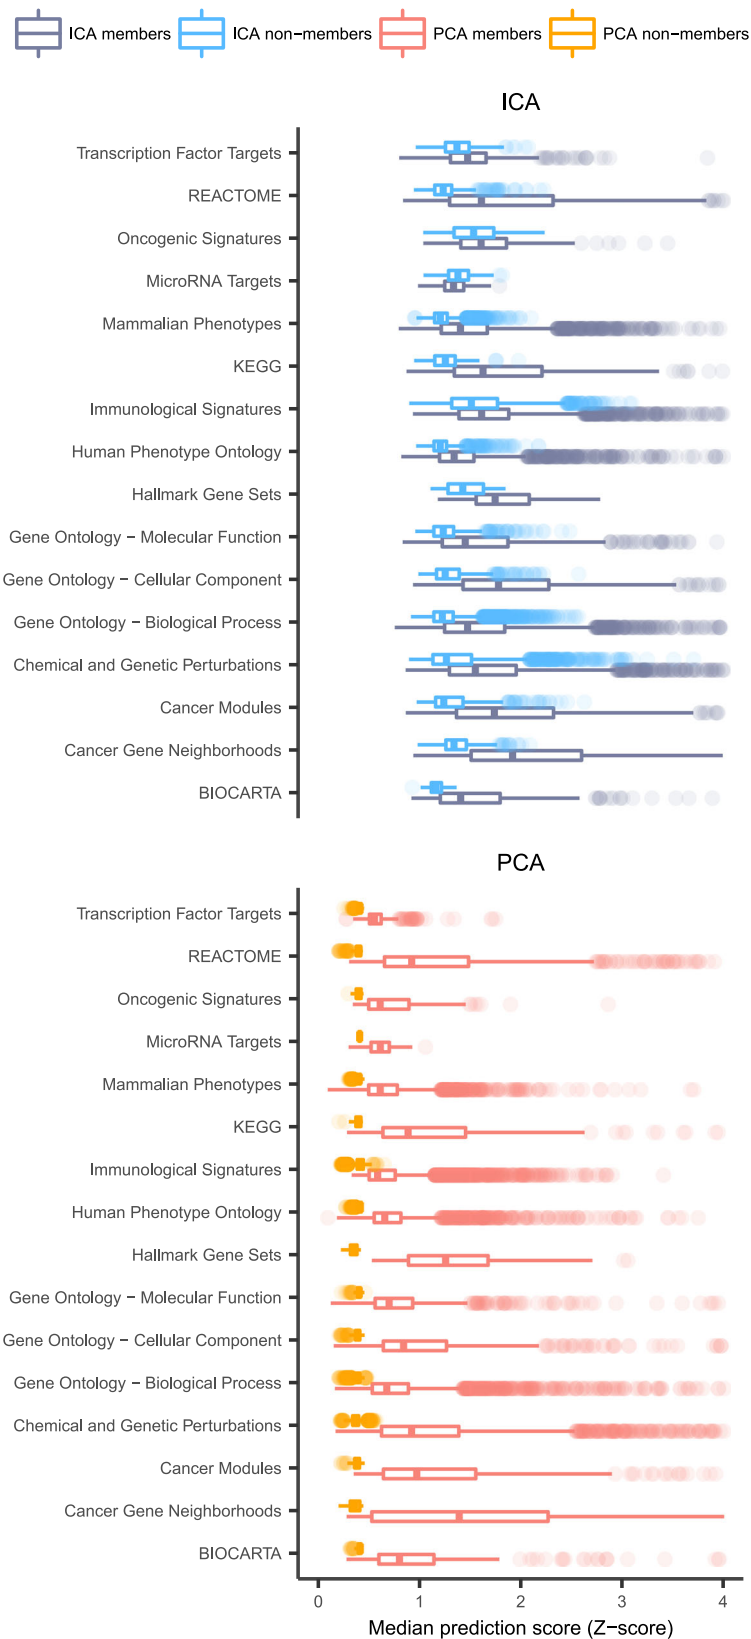 ICA members ICA non−members PCA members PCA non−members
ICA
Transcription Factor Targets
REACTOME
Oncogenic Signatures
MicroRNA Targets
Mammalian Phenotypes
KEGG
Immunological Signatures
Human Phenotype Ontology
Hallmark Gene Sets
Gene Ontology − Molecular Function
Gene Ontology − Cellular Component
Gene Ontology − Biological Process
Chemical and Genetic Perturbations
Cancer Modules
Cancer Gene Neighborhoods
BIOCARTA
PCA
Transcription Factor Targets
REACTOME
Oncogenic Signatures
MicroRNA Targets
Mammalian Phenotypes
KEGG
Immunological Signatures
Human Phenotype Ontology
Hallmark Gene Sets
Gene Ontology − Molecular Function
Gene Ontology − Cellular Component
Gene Ontology − Biological Process
Chemical and Genetic Perturbations
Cancer Modules
Cancer Gene Neighborhoods
BIOCARTA
0 1 2 3 4
Median prediction score (Z−score)